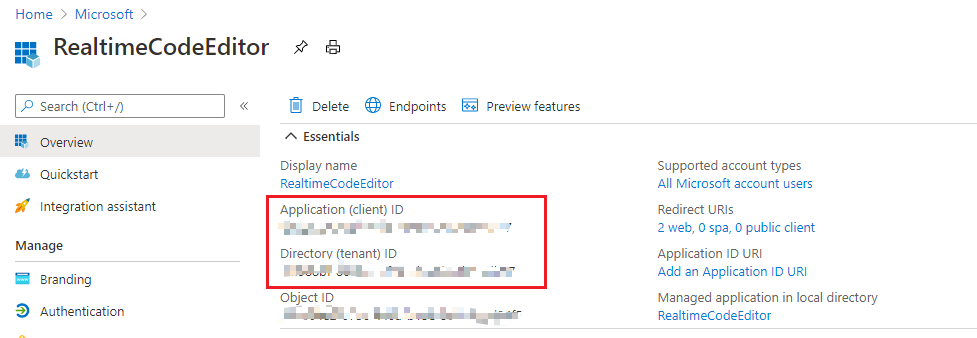 Home > Microsoft >
RealtimeCodeEditor
Search (Ctrl+/)
«
Delete
Endpoints
Preview features
Overview
Quickstart
Integration assistant
Manage
Branding
Authentication
Essentials
Display name
RealtimeCodeEditor
Application (client) ID
Directory (tenant) ID
Object ID
Supported account types
All Microsoft account users
Redirect URIs
2 web, 0 spa, 0 public client
Application ID URI
Add an Application ID URI
Managed application in local directory
RealtimeCodeEditor